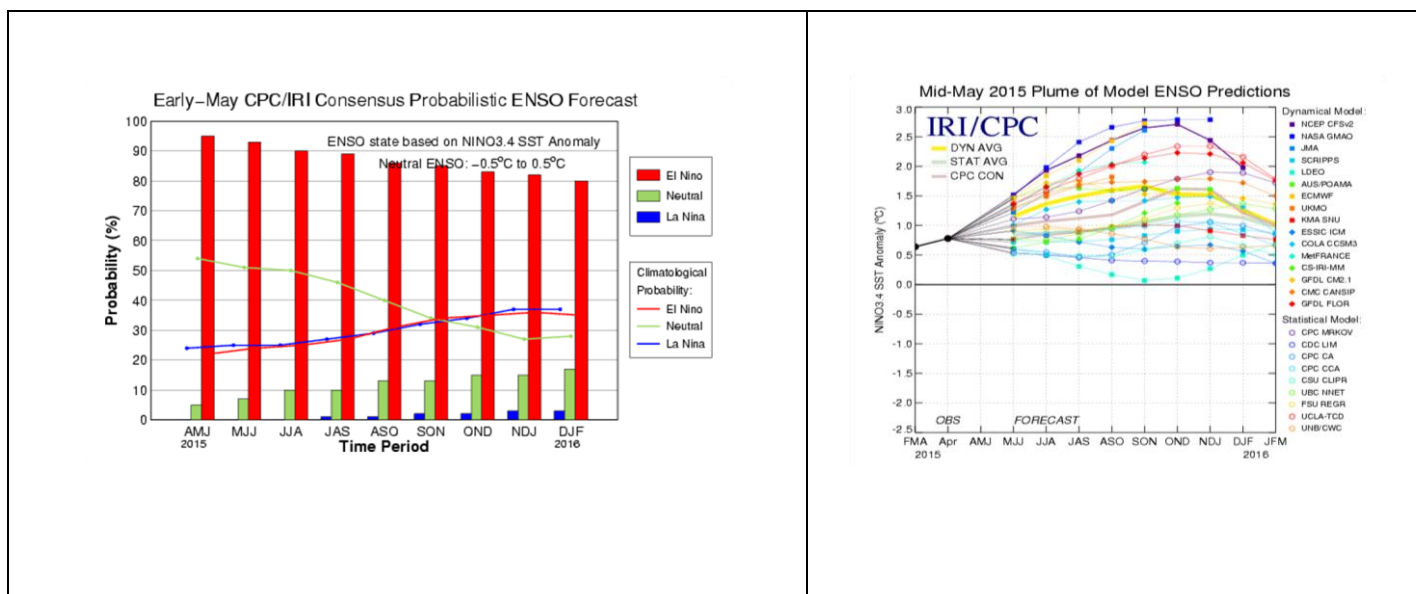 Early-May CPC/IRI Consensus Probabilistic ENSO Forecast
100
90
80
70
60
50
40
30
20
10
0
Probability (%)
ENSO state based on NINO3.4 SST Anomaly
Neutral ENSO: -0.5°C to 0.5°C
AMJ MJJ JJA JAS ASO SON OND NDJ DJF
2015 2016
Time Period
El Nino
Neutral
La Nina
Climatological
Probability:
El Nino
Neutral
La Nina
Mid-May 2015 Plume of Model ENSO Predictions
3.0
2.5
2.0
1.5
1.0
0.5
0.0
-0.5
-1.0
-1.5
-2.0
-2.5
NINO3.4 SST Anomaly (°C)
IRI/CPC
DYN AVG
STAT AVG
CPC CON
OBS FORECAST
FMA Apr AMJ MJJ JJA JAS ASO SON OND NDJ DJF JFM
2015 2016
Dynamical Model:
NCEP CFSv2
NASA GMAO
JMA
SCRIPPS
LDEO
AUS/POAMA
ECMWF
UKMO
KMA SNU
ESSIC ICM
COLA CCSM3
MetFRANCE
CS-IRI-MM
GFDL CM2.1
CMC CANSIP
GFDL FLOR
Statistical Model:
CPC MRKOV
CDC LIM
CPC CA
CPC CCA
CSU CLIPR
UBC NNET
FSU REGR
UCLA-TCD
UNB/CWC